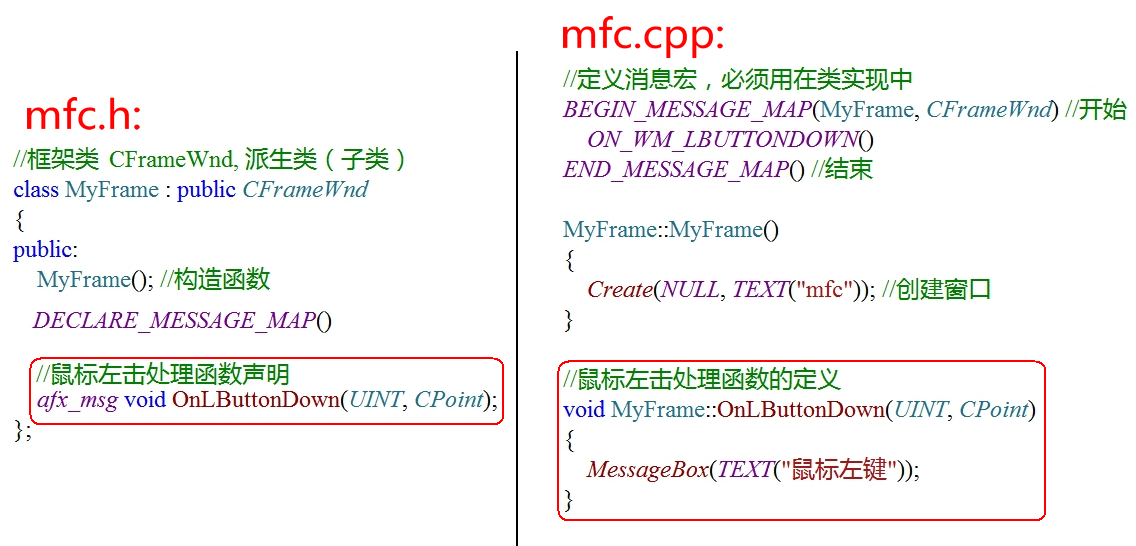 mfc.h:
//框架类 CFrameWnd, 派生类（子类）
class MyFrame : public CFrameWnd
{
public:
MyFrame(); //构造函数
DECLARE_MESSAGE_MAP()
//鼠标左击处理函数声明
afx_msg void OnLButtonDown(UINT, CPoint);
};
mfc.cpp:
//定义消息宏，必须用在类实现中
BEGIN_MESSAGE_MAP(MyFrame, CFrameWnd) //开始
ON_WM_LBUTTONDOWN()
END_MESSAGE_MAP() //结束
MyFrame::MyFrame()
{
Create(NULL, TEXT("mfc")); //创建窗口
}
//鼠标左击处理函数的定义
void MyFrame::OnLButtonDown(UINT, CPoint)
{
MessageBox(TEXT("鼠标左键"));
}